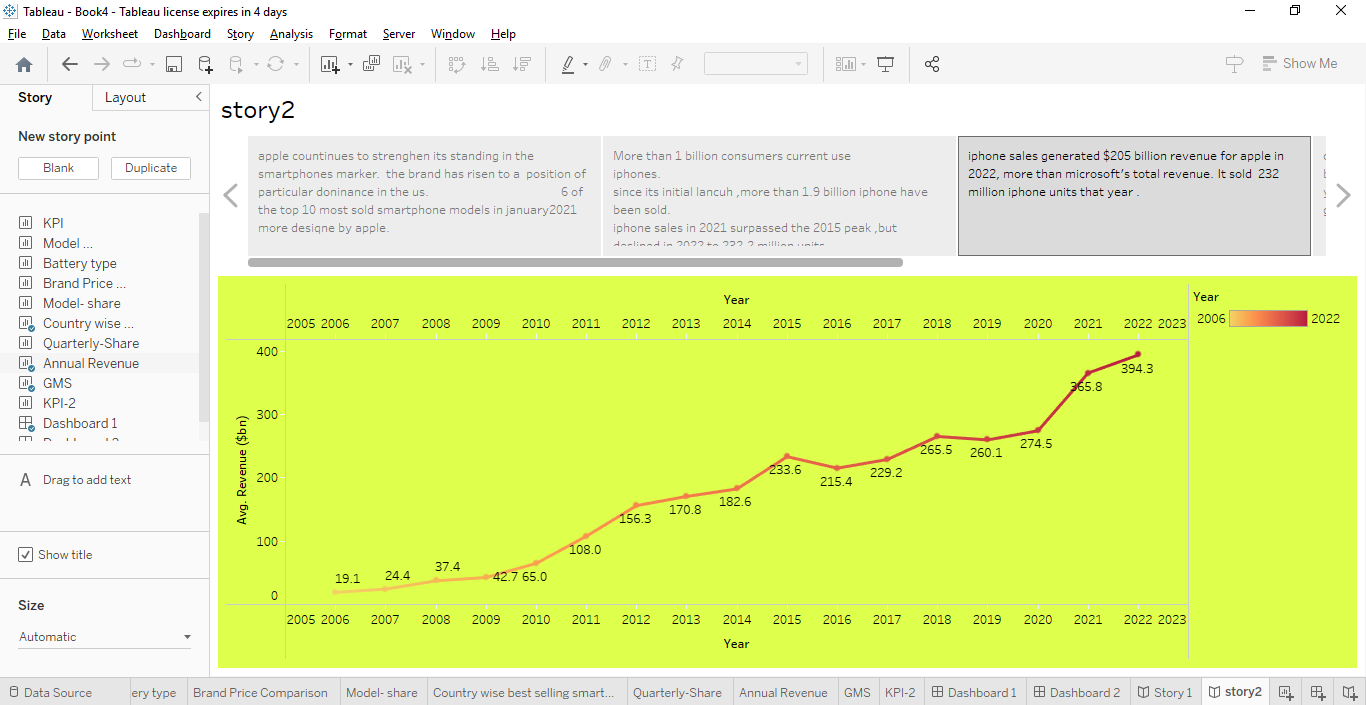 Tableau - Book4 - Tableau license expires in 4 days
File Data Worksheet Dashboard Story Analysis Format Server Window Help
Show Me
Story Layout
New story point
Blank Duplicate
KPI
Model ...
Battery type
Brand Price ...
Model- share
Country wise ...
Quarterly-Share
Annual Revenue
GMS
KPI-2
Dashboard 1
A Drag to add text
Show title
Size
Automatic
story2
apple countinues to strenghen its standing in the
smartphones marker. the brand has risen to a position of
particular doninance in the us. 6 of
the top 10 most sold smartphone models in january2021
more desiqne by apple.
More than 1 billion consumers current use
iphones.
since its initial lancuh ,more than 1.9 billion iphone have
been sold.
iphone sales in 2021 surpassed the 2015 peak ,but
declined in 2022 to 232.2 million units
iphone sales generated $205 billion revenue for apple in
2022, more than microsoft's total revenue. It sold 232
million iphone units that year .
Year
2005 2006 2007 2008 2009 2010 2011 2012 2013 2014 2015 2016 2017 2018 2019 2020 2021 2022 2023
Avg. Revenue ($bn)
400
300
200
100
0
19.1
24.4
37.4
42.7
65.0
108.0
156.3
170.8
182.6
233.6
215.4
229.2
265.5
260.1
274.5
365.8
394.3
2005 2006 2007 2008 2009 2010 2011 2012 2013 2014 2015 2016 2017 2018 2019 2020 2021 2022 2023
Year
Year
2006 2022
Data Source ery type Brand Price Comparison Model- share Country wise best selling smart... Quarterly-Share Annual Revenue GMS KPI-2 Dashboard 1 Dashboard 2 Story 1 story2